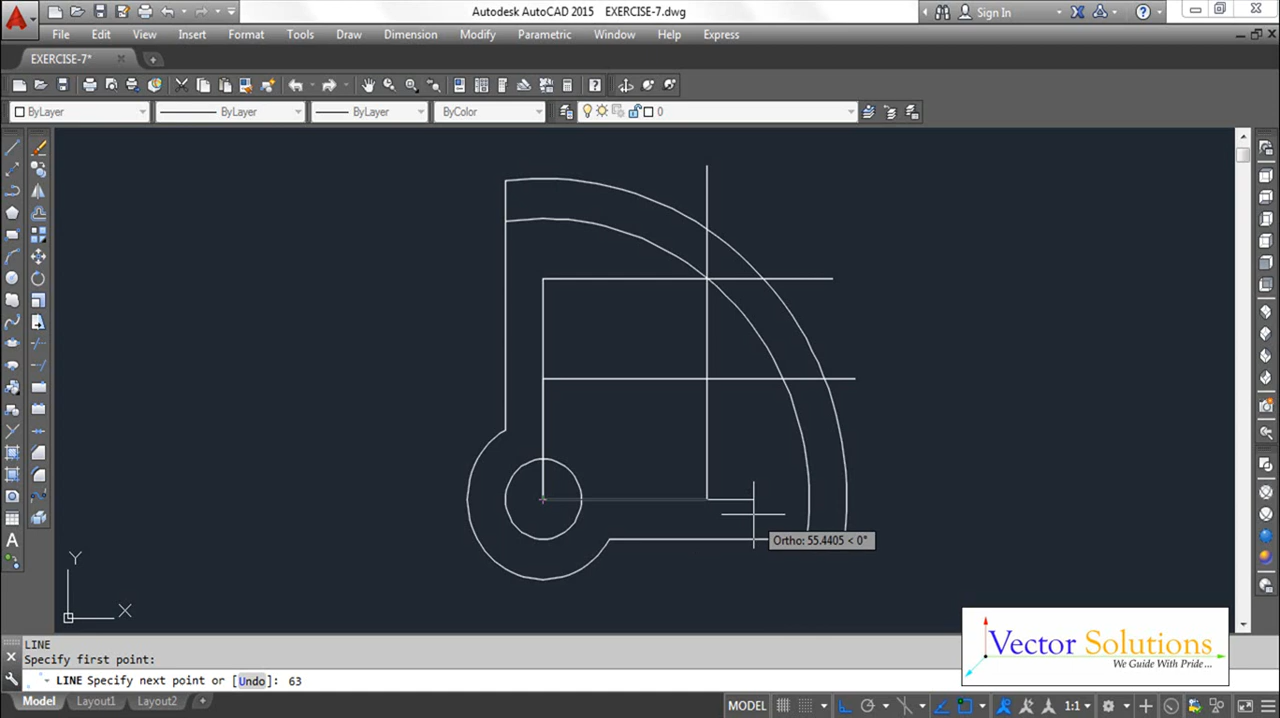 Autodesk AutoCAD 2015 EXERCISE-7.dwg
Sign In
File Edit View Insert Format Tools Draw Dimension Modify Parametric Window Help Express
EXERCISE-7*
ByLayer ByLayer ByLayer ByColor 0
Ortho: 55.4405 < 0°
Y
X
Vector Solutions
We Guide With Pride...
LINE
Specify first point:
LINE Specify next point or [Undo]: 63
Model Layout1 Layout2 MODEL 1:1